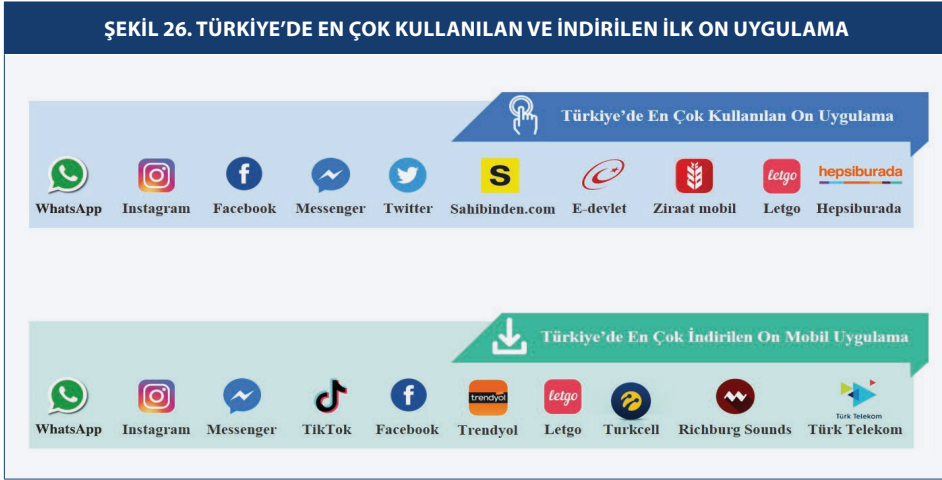 ŞEKİL 26. TÜRKİYE’DE EN ÇOK KULLANILAN VE İNDİRİLEN İLK ON UYGULAMA
Türkiye’de En Çok Kullanılan On Uygulama
S letgo hepsiburada
WhatsApp Instagram Facebook Messenger Twitter Sahibinden.com E-devlet Ziraat mobil Letgo Hepsiburada
Türkiye’de En Çok İndirilen On Mobil Uygulama
trendyol letgo
Türk Telekom
WhatsApp Instagram Messenger TikTok Facebook Trendyol Letgo Turkcell Richburg Sounds Türk Telekom